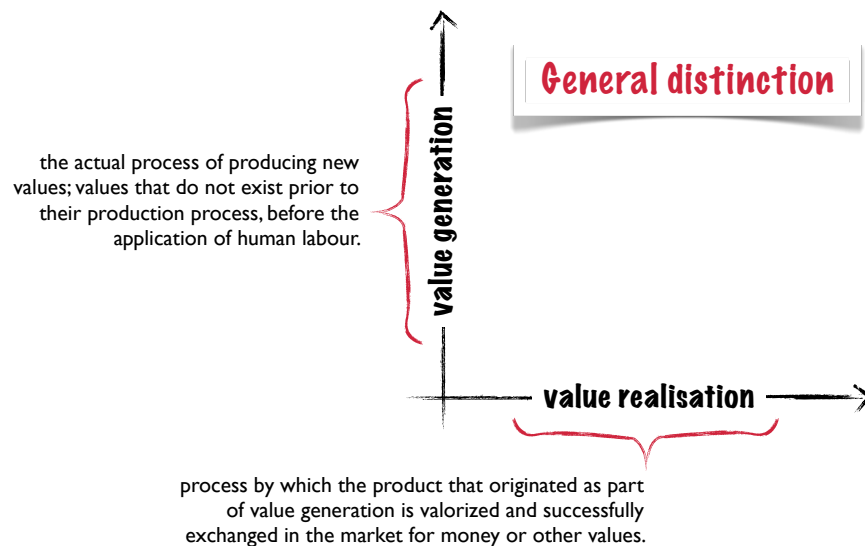 General distinction
value generation
the actual process of producing new
values; values that do not exist prior to
their production process, before the
application of human labour.
value realisation
process by which the product that originated as part
of value generation is valorized and successfully
exchanged in the market for money or other values.